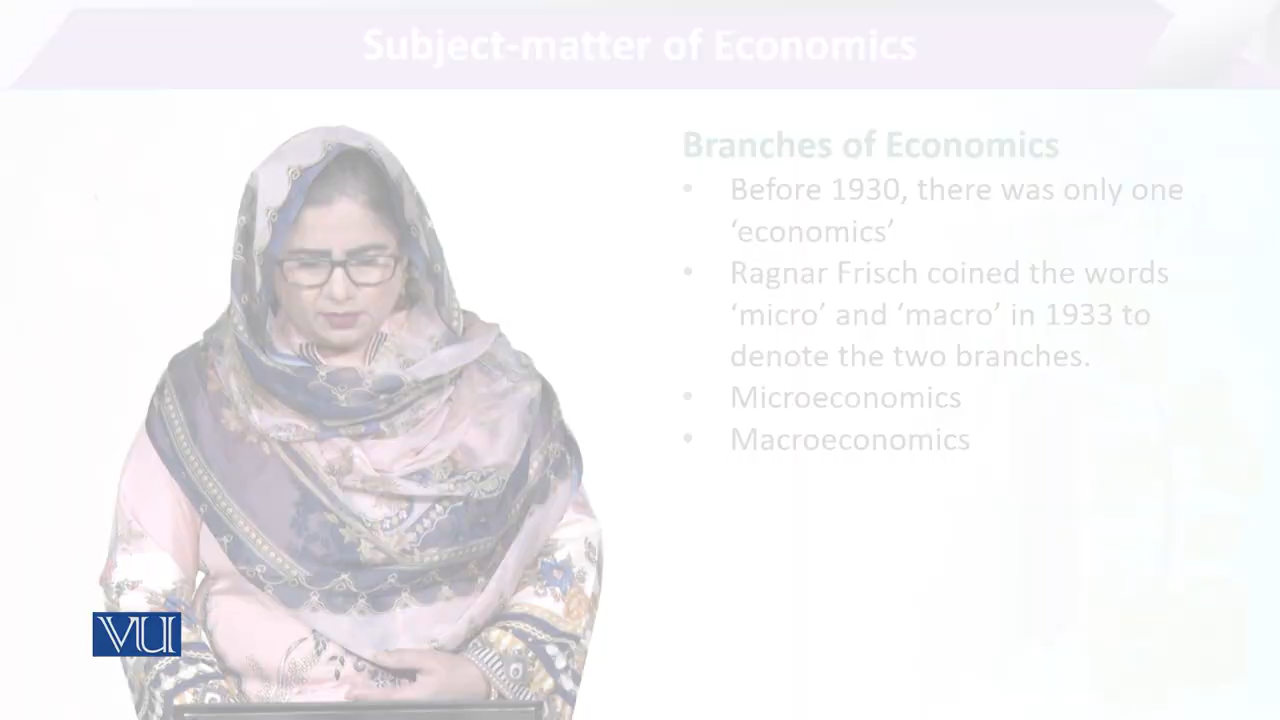 Subject-matter of Economics
Branches of Economics
• Before 1930, there was only one
‘economics’
• Ragnar Frisch coined the words
‘micro’ and ‘macro’ in 1933 to
denote the two branches.
• Microeconomics
• Macroeconomics
VU